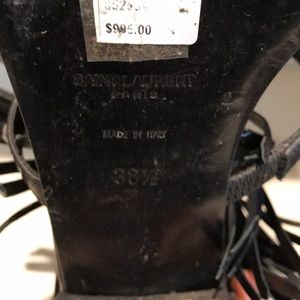 $995.00
SAINT LAURENT
PARIS
MADE IN ITALY
38½